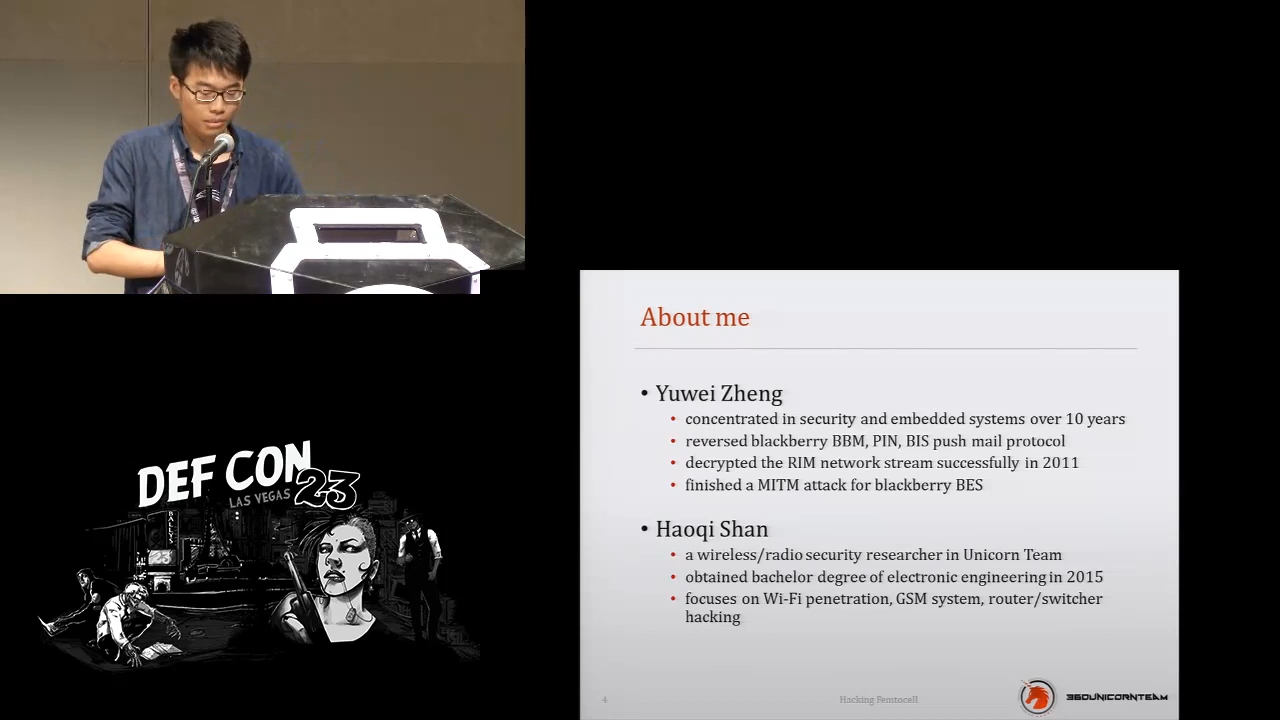 About me
• Yuwei Zheng
• concentrated in security and embedded systems over 10 years
• reversed blackberry BBM, PIN, BIS push mail protocol
• decrypted the RIM network stream successfully in 2011
• finished a MITM attack for blackberry BES
• Haoqi Shan
• a wireless/radio security researcher in Unicorn Team
• obtained bachelor degree of electronic engineering in 2015
• focuses on Wi-Fi penetration, GSM system, router/switcher
hacking
4
Hacking Femtocell
360UNICORNTEAM
DEF CON
LAS VEGAS 23
BALLYS